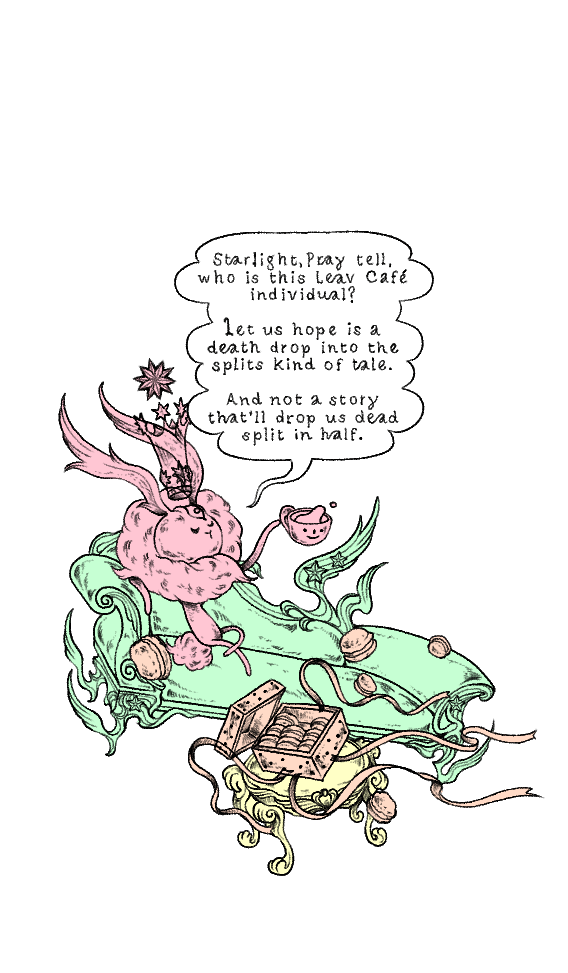 Starlight, Pray tell,
who is this Leav Café
individual?
Let us hope is a
death drop into the
splits kind of tale.
And not a story
that'll drop us dead
split in half.